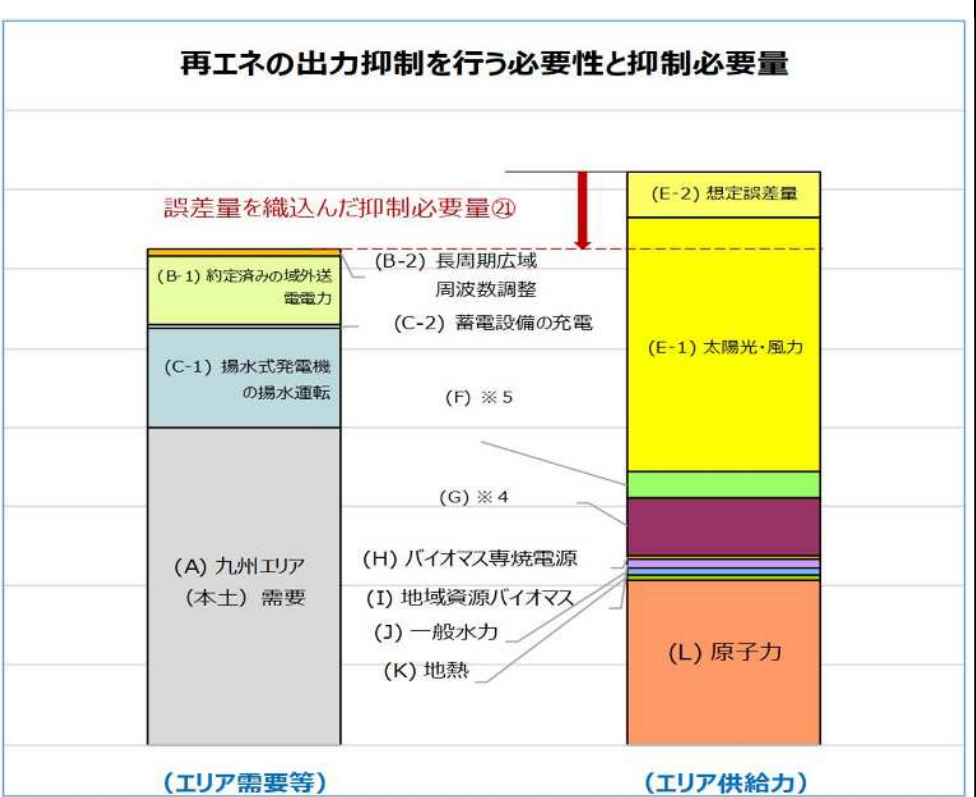 再エネの出力抑制を行う必要性と抑制必要量
誤差量を織込んだ抑制必要量㉑
(E-2) 想定誤差量
(B-2) 長周期広域
周波数調整
(B-1) 約定済みの域外送
電電力
(C-2) 蓄電設備の充電
(E-1) 太陽光・風力
(C-1) 揚水式発電機
の揚水運転
(F) ※5
(G) ※4
(A) 九州エリア
（本土）需要
(H) バイオマス専焼電源
(I) 地域資源バイオマス
(J) 一般水力
(K) 地熱
(L) 原子力
(エリア需要等)
(エリア供給力)